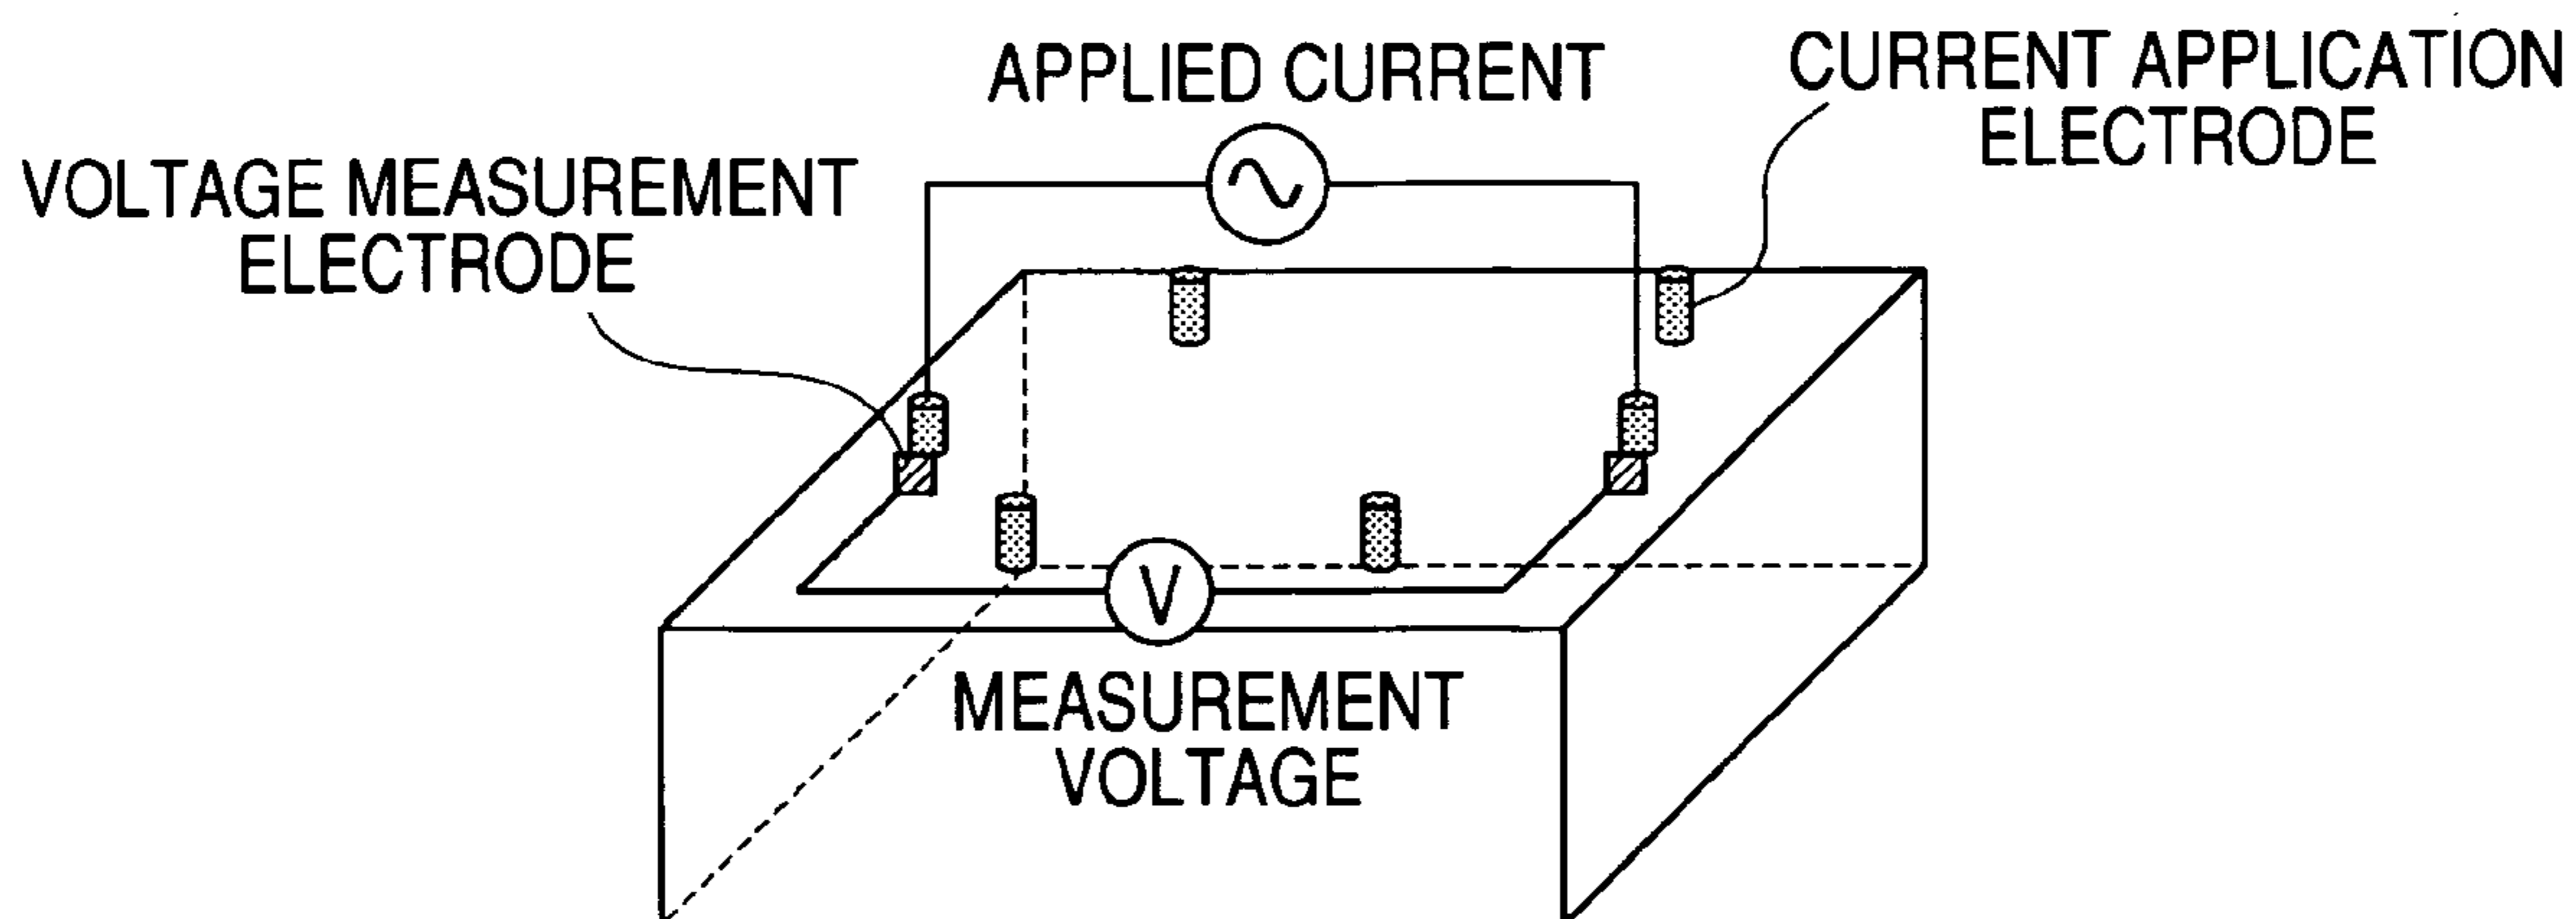 APPLIED CURRENT
CURRENT APPLICATION
ELECTRODE
VOLTAGE MEASUREMENT
ELECTRODE
V
MEASUREMENT
VOLTAGE